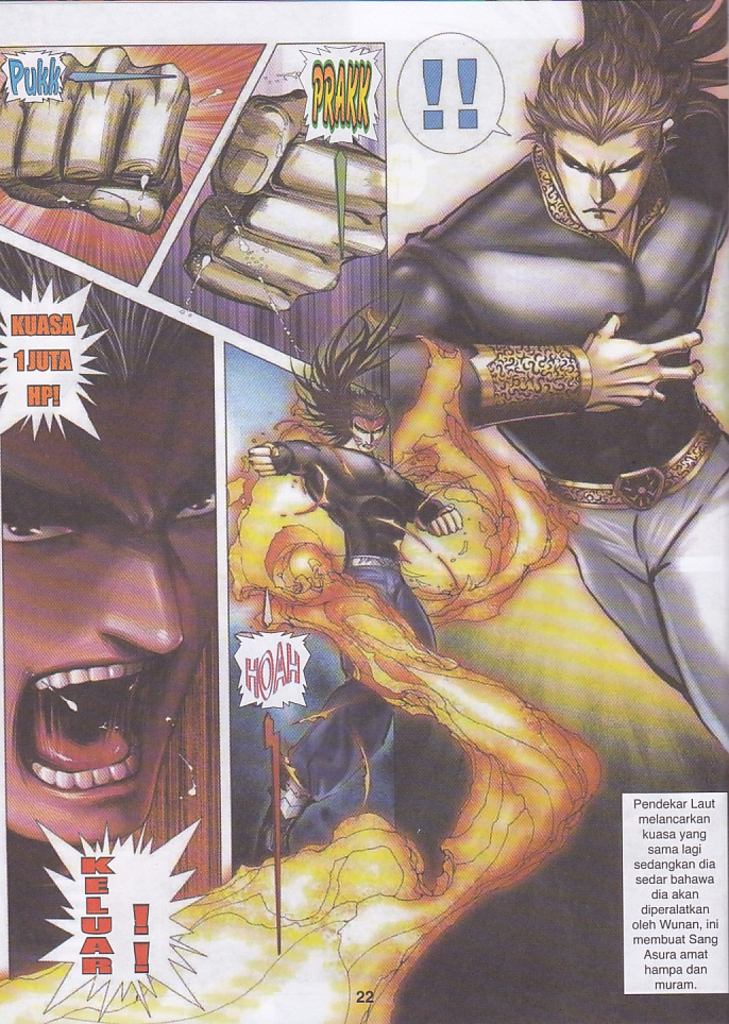 Pukk
PRAKK
!!
KUASA
1 JUTA
HP!
HOAH
KELUAR
!!
Pendekar Laut
melancarkan
kuasa yang
sama lagi
sedangkan dia
sedar bahawa
dia akan
diperalatkan
oleh Wunan, ini
membuat Sang
Asura amat
hampa dan
muram.
22